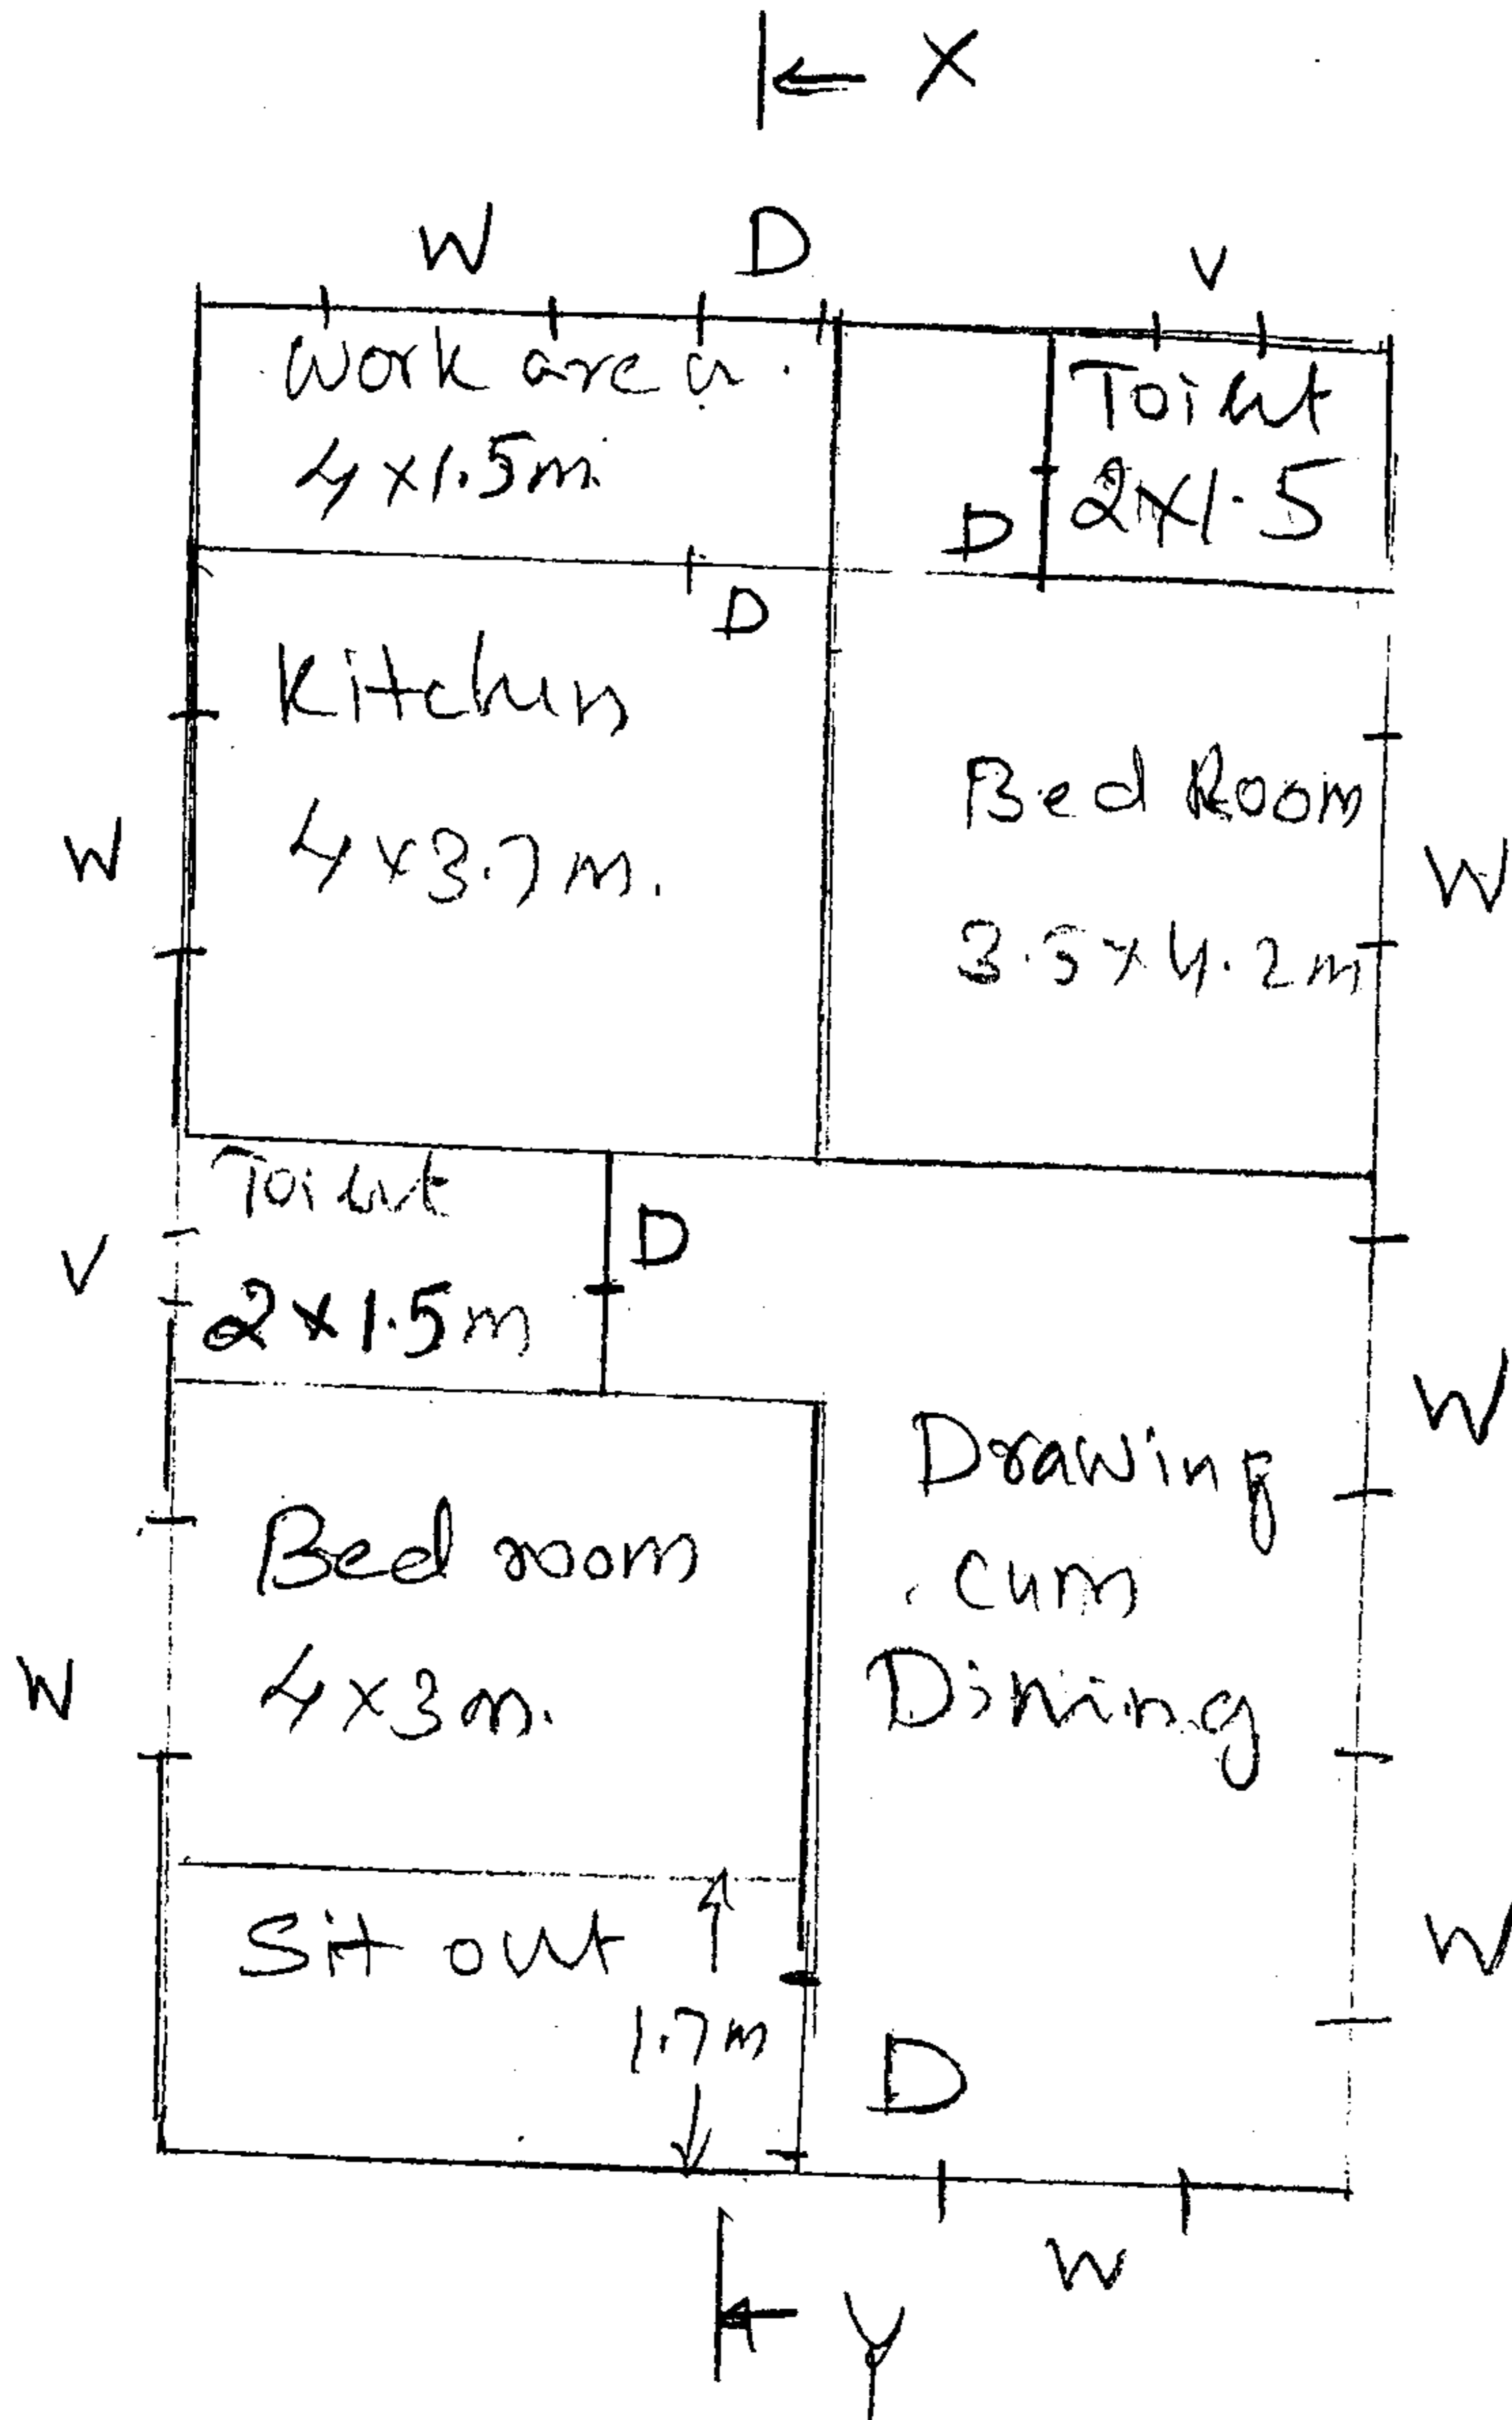 X
W D V
Work area
4x1.5m
Toilet
2x1.5
D
D
Kitchen
4x3.7m.
W
Bed Room
3.5x4.2m
W
Toilet
2x1.5m
D
V
W
Bed room
4x3m.
W
Drawing
cum
Dining
W
Sit out
1.7m
D
W
Y